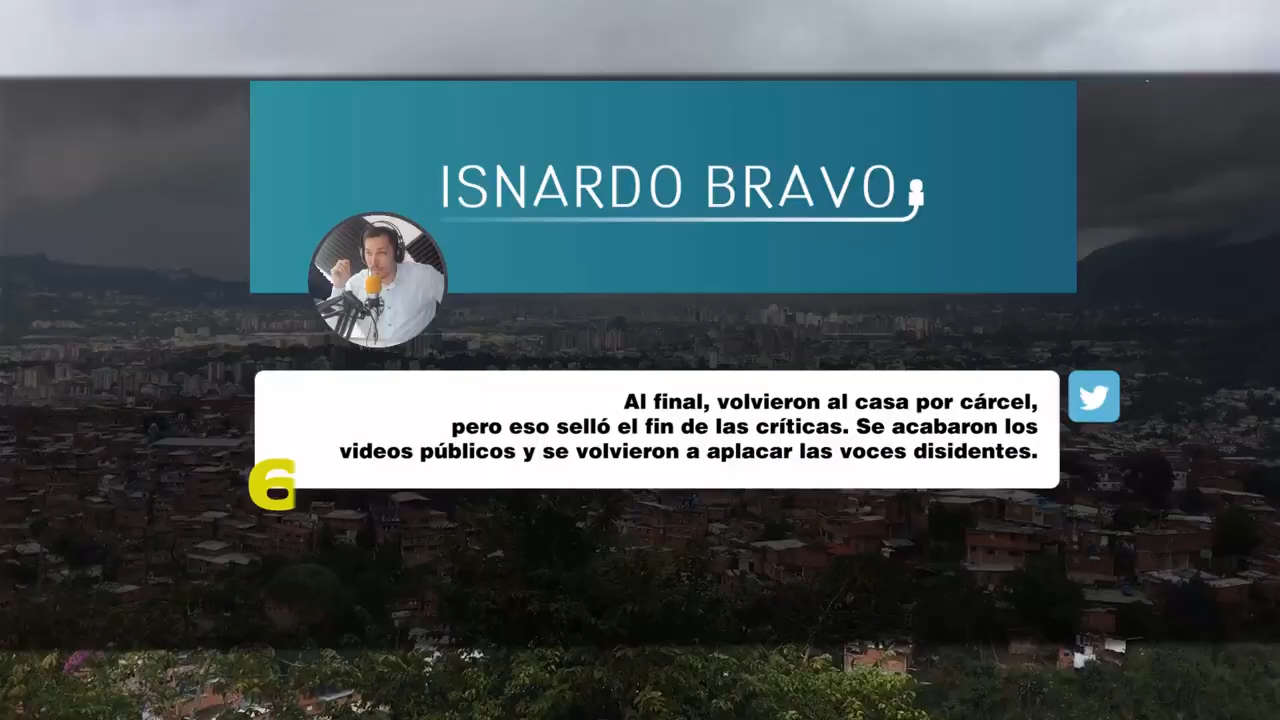 ISNARDO BRAVO
Al final, volvieron al casa por cárcel,
pero eso selló el fin de las críticas. Se acabaron los
videos públicos y se volvieron a aplacar las voces disidentes.
6